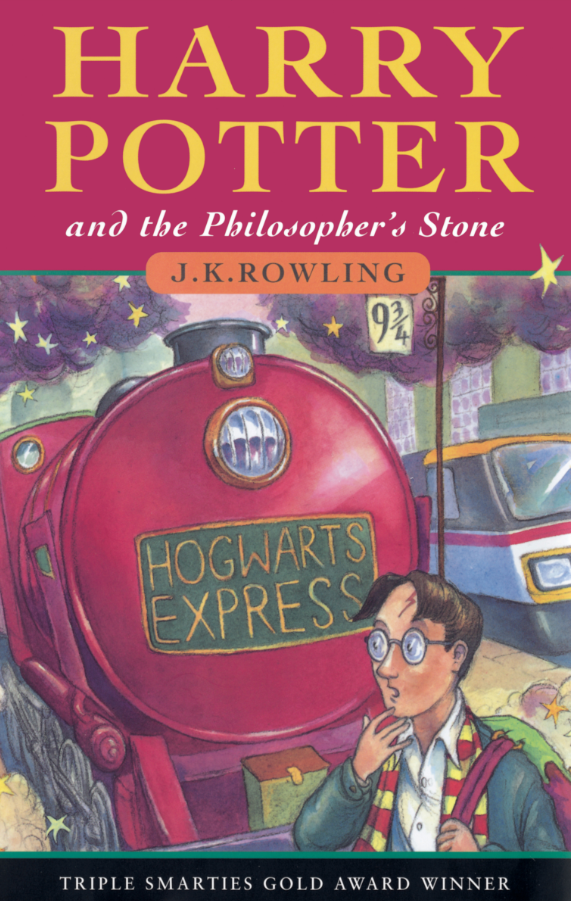 HARRY
POTTER
and the Philosopher's Stone
J.K.ROWLING
9¾
HOGWARTS
EXPRESS
TRIPLE SMARTIES GOLD AWARD WINNER